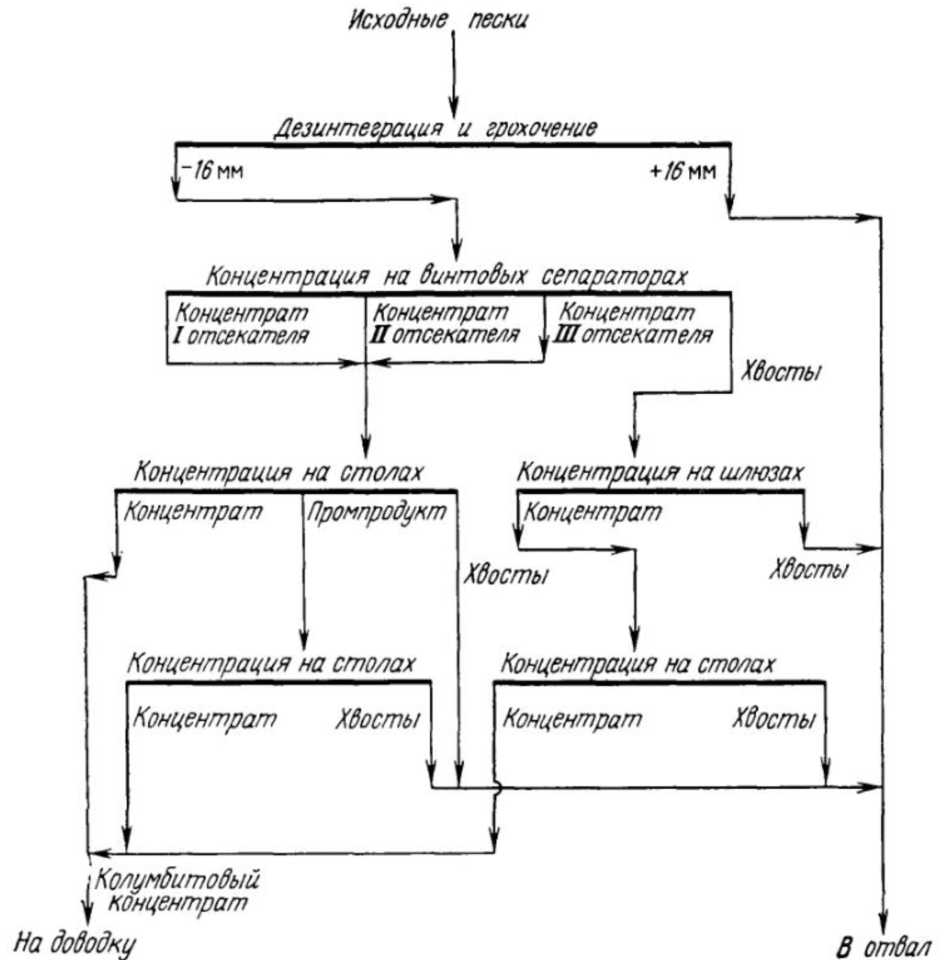 Исходные пески
Дезинтеграция и грохочение
-16 мм
+16 мм
Концентрация на винтовых сепараторах
Концентрат
I отсекателя
Концентрат
II отсекателя
Концентрат
III отсекателя
Хвосты
Концентрация на столах
Концентрация на шлюзах
Концентрат
Промпродукт
Хвосты
Концентрат
Хвосты
Концентрация на столах
Концентрация на столах
Концентрат
Хвосты
Концентрат
Хвосты
Колумбитовый
концентрат
На доводку
В отвал